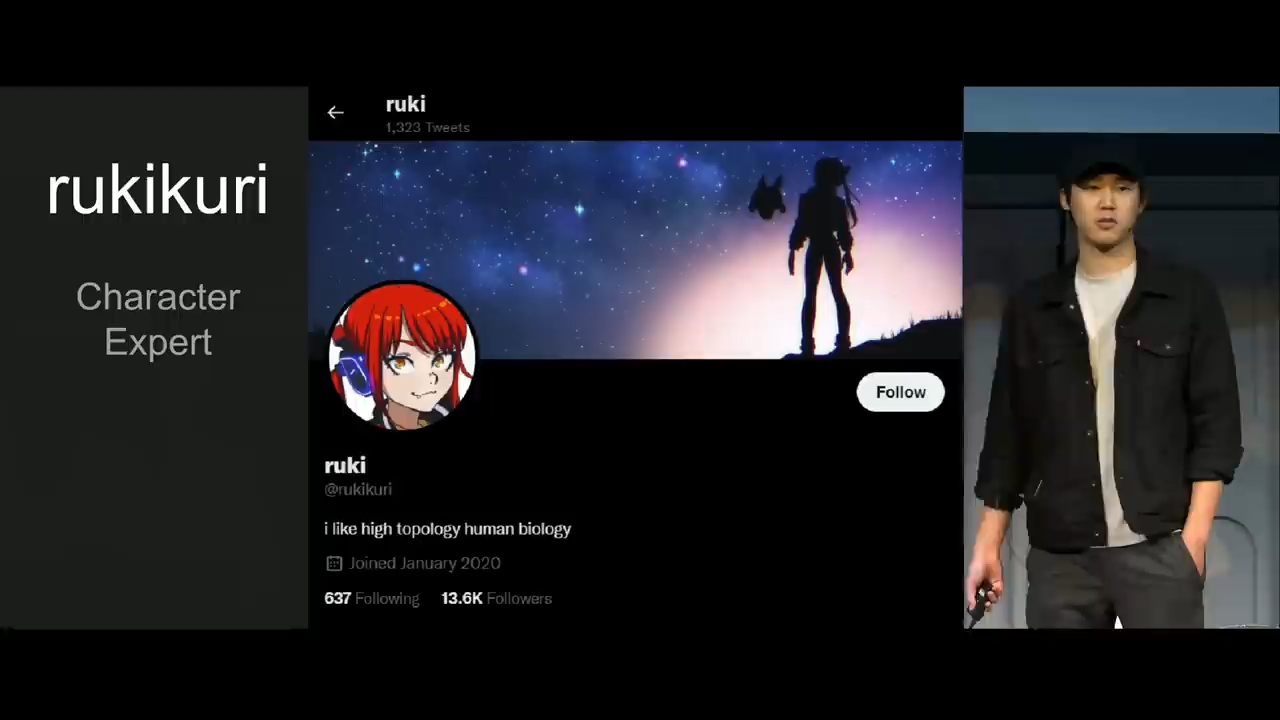 rukikuri
Character
Expert
ruki
1,323 Tweets
Follow
ruki
@rukikuri
i like high topology human biology
Joined January 2020
637 Following 13.6K Followers